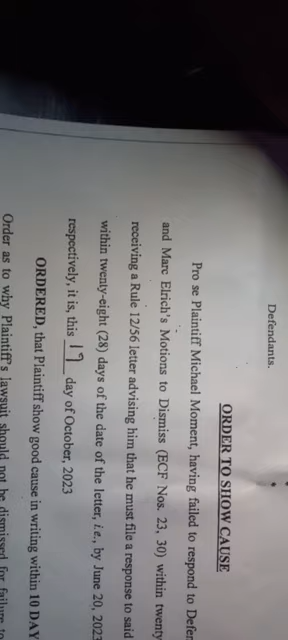 Defendants.
ORDER TO SHOW CAUSE
Pro se Plaintiff Michael Moment, having failed to respond to Defen
and Marc Elrich's Motions to Dismiss (ECF Nos. 23, 30) within twenty
receiving a Rule 12/56 letter advising him that he must file a response to said
within twenty-eight (28) days of the date of the letter, i.e., by June 20, 2023
respectively, it is, this 19 day of October, 2023
ORDERED, that Plaintiff show good cause in writing within 10 DAY
Order as to why Plaintiff's lawsuit should not be dismissed for failure to